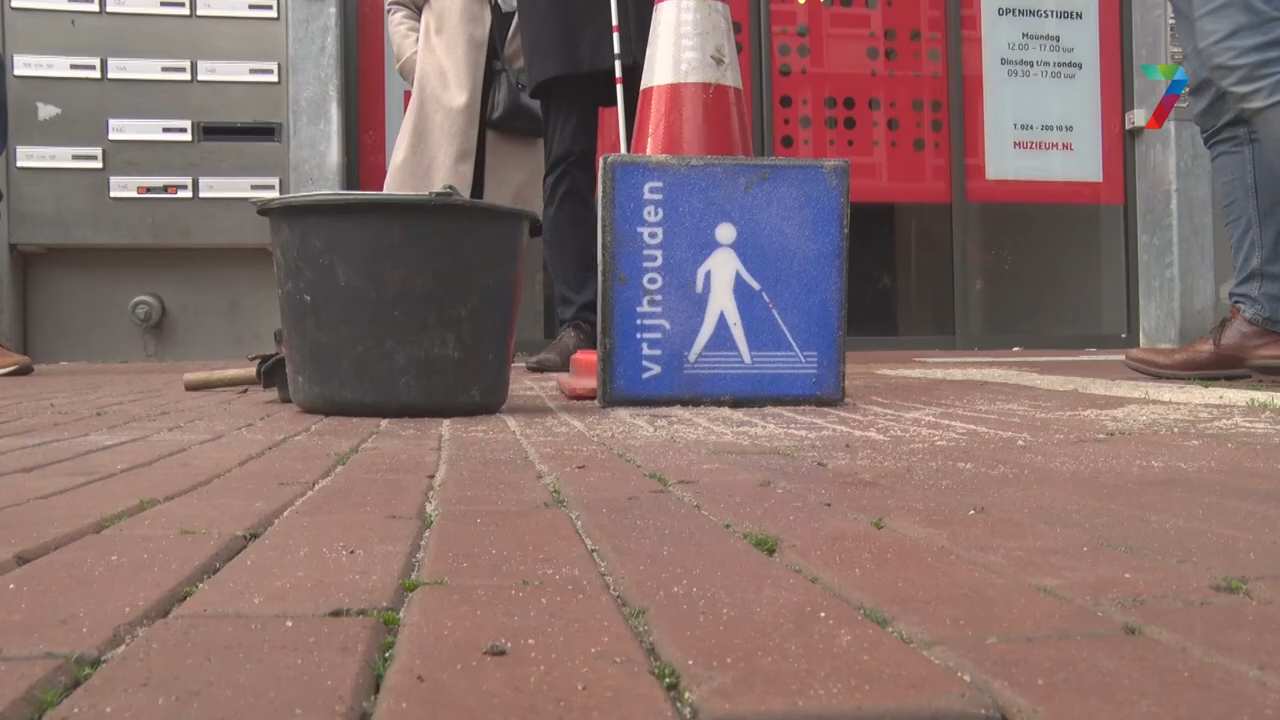 OPENINGSTIJDEN
Maandag
12.00 – 17.00 uur
Dinsdag t/m zondag
09.30 – 17.00 uur
T. 024 - 200 10 50
MUZIEUM.NL
7
vrijhouden